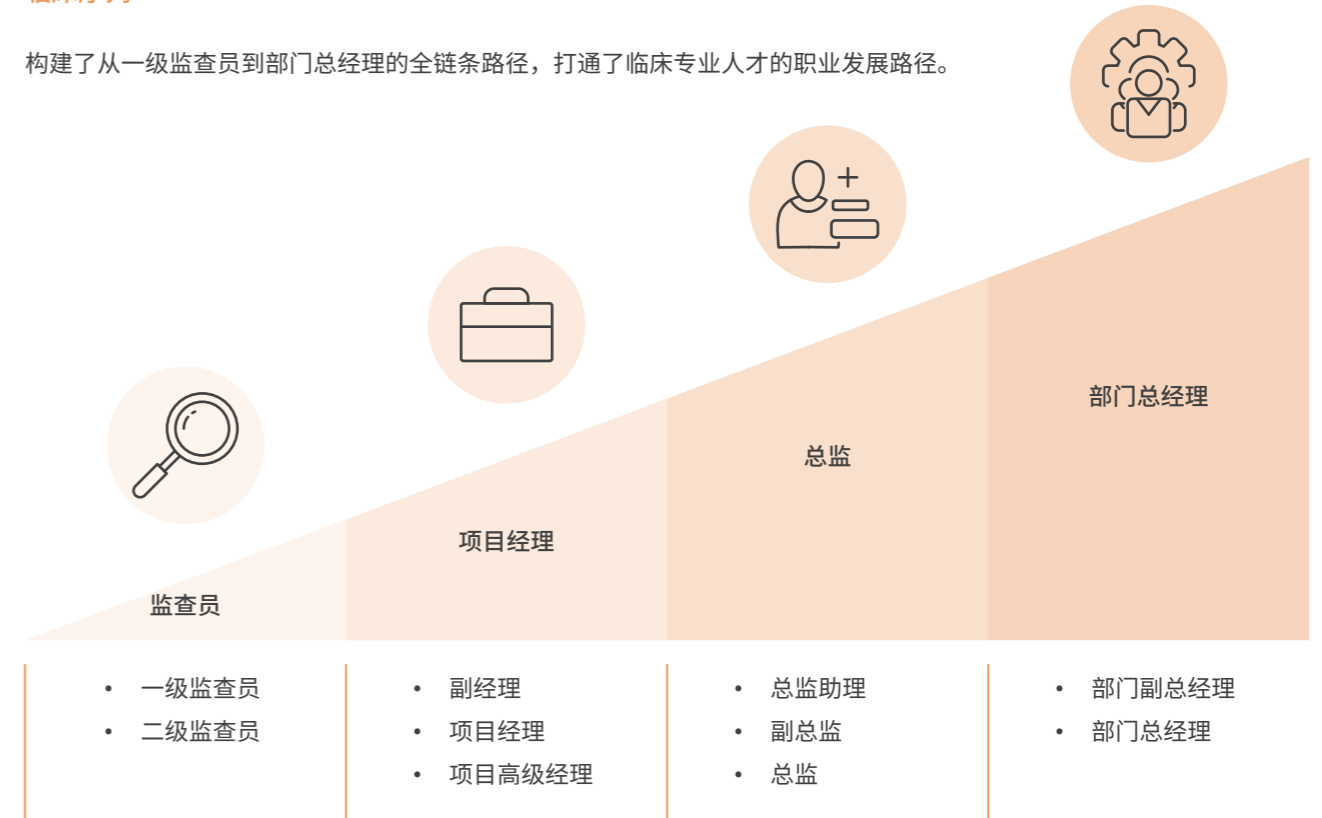 构建了从一级监查员到部门总经理的全链条路径，打通了临床专业人才的职业发展路径。
部门总经理
总监
项目经理
监查员
• 一级监查员
• 二级监查员
• 副经理
• 项目经理
• 项目高级经理
• 总监助理
• 副总监
• 总监
• 部门副总经理
• 部门总经理